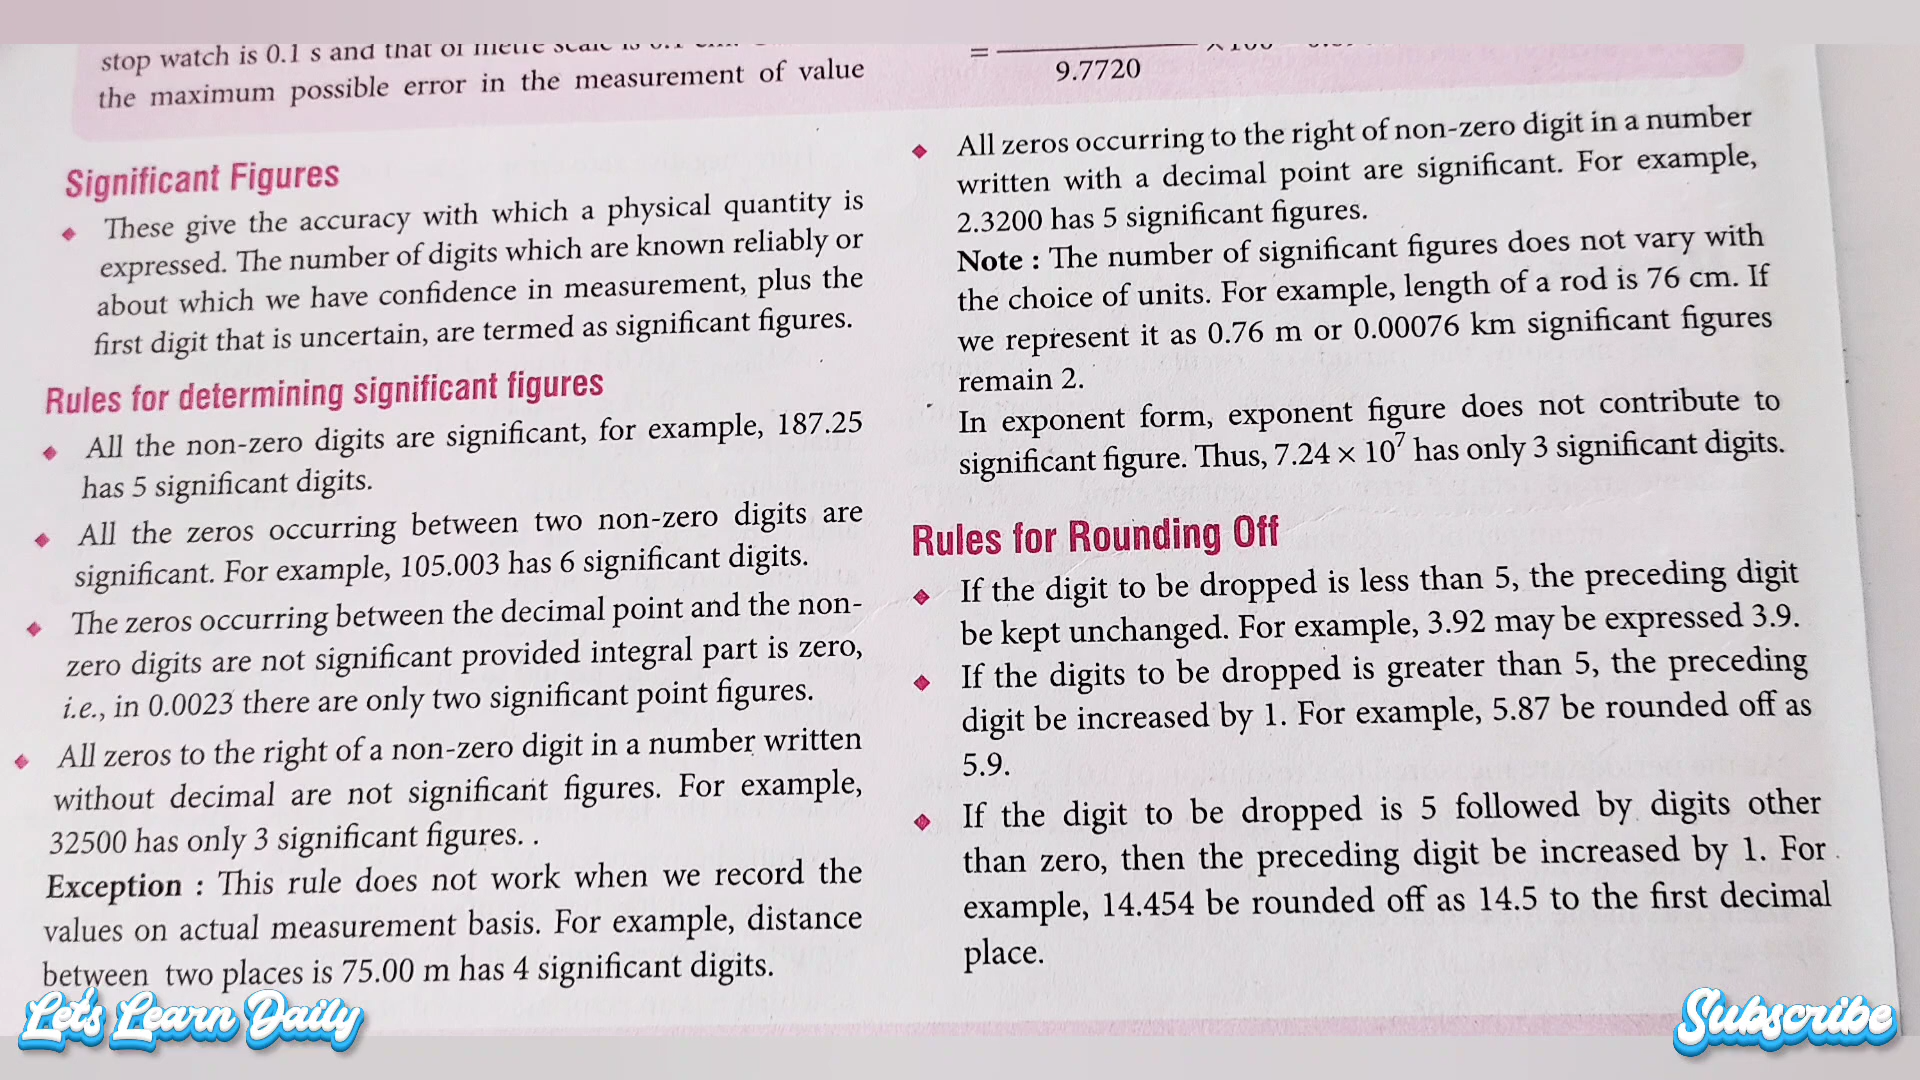 stop watch is 0.1 s and that of metre scale is
the maximum possible error in the measurement of value
Significant Figures
These give the accuracy with which a physical quantity is
expressed. The number of digits which are known reliably or
about which we have confidence in measurement, plus the
first digit that is uncertain, are termed as significant figures.
Rules for determining significant figures
All the non-zero digits are significant, for example, 187.25
has 5 significant digits.
All the zeros occurring between two non-zero digits are
significant. For example, 105.003 has 6 significant digits.
The zeros occurring between the decimal point and the non-
zero digits are not significant provided integral part is zero,
i.e., in 0.0023 there are only two significant point figures.
All zeros to the right of a non-zero digit in a number written
without decimal are not significant figures. For example,
32500 has only 3 significant figures. .
Exception : This rule does not work when we record the
values on actual measurement basis. For example, distance
between two places is 75.00 m has 4 significant digits.
=
9.7720
All zeros occurring to the right of non-zero digit in a number
written with a decimal point are significant. For example,
2.3200 has 5 significant figures.
Note : The number of significant figures does not vary with
the choice of units. For example, length of a rod is 76 cm. If
we represent it as 0.76 m or 0.00076 km significant figures
remain 2.
In exponent form, exponent figure does not contribute to
significant figure. Thus, 7.24 × 10⁷ has only 3 significant digits.
Rules for Rounding Off
If the digit to be dropped is less than 5, the preceding digit
be kept unchanged. For example, 3.92 may be expressed 3.9.
If the digits to be dropped is greater than 5, the preceding
digit be increased by 1. For example, 5.87 be rounded off as
5.9.
If the digit to be dropped is 5 followed by digits other
than zero, then the preceding digit be increased by 1. For
example, 14.454 be rounded off as 14.5 to the first decimal
place.
Let's Learn Daily
Subscribe